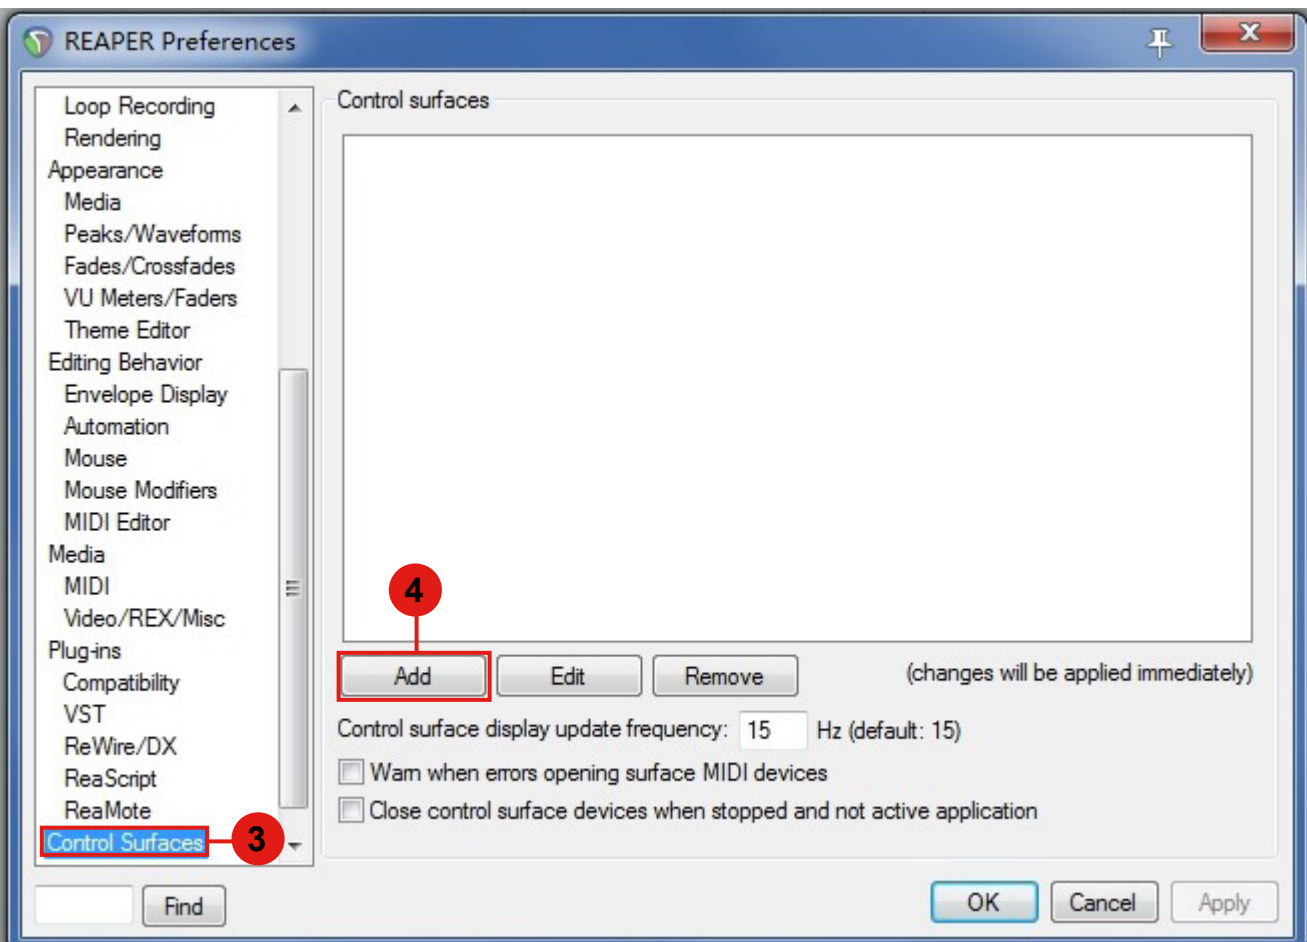 REAPER Preferences
Loop Recording
Rendering
Appearance
Media
Peaks/Waveforms
Fades/Crossfades
VU Meters/Faders
Theme Editor
Editing Behavior
Envelope Display
Automation
Mouse
Mouse Modifiers
MIDI Editor
Media
MIDI
Video/REX/Misc
Plug-ins
Compatibility
VST
ReWire/DX
ReaScript
ReaMote
Control Surfaces
3
Find
Control surfaces
4
Add Edit Remove (changes will be applied immediately)
Control surface display update frequency: 15 Hz (default: 15)
Warn when errors opening surface MIDI devices
Close control surface devices when stopped and not active application
OK Cancel Apply